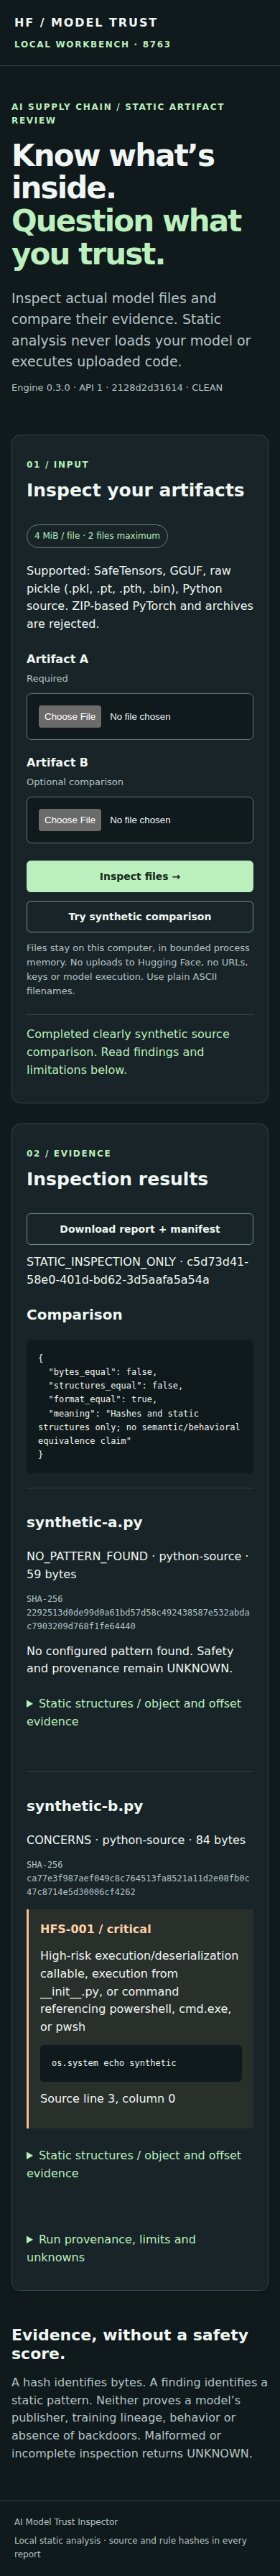 HF / MODEL TRUST
LOCAL WORKBENCH · 8763
AI SUPPLY CHAIN / STATIC ARTIFACT
REVIEW
Know what’s
inside.
Question what
you trust.
Inspect actual model files and
compare their evidence. Static
analysis never loads your model or
executes uploaded code.
Engine 0.3.0 · API 1 · 2128d2d31614 · CLEAN
01 / INPUT
Inspect your artifacts
4 MiB / file · 2 files maximum
Supported: SafeTensors, GGUF, raw
pickle (.pkl, .pt, .pth, .bin), Python
source. ZIP-based PyTorch and archives
are rejected.
Artifact A
Required
Choose File No file chosen
Artifact B
Optional comparison
Choose File No file chosen
Inspect files →
Try synthetic comparison
Files stay on this computer, in bounded process
memory. No uploads to Hugging Face, no URLs,
keys or model execution. Use plain ASCII
filenames.
Completed clearly synthetic source
comparison. Read findings and
limitations below.
02 / EVIDENCE
Inspection results
Download report + manifest
STATIC_INSPECTION_ONLY · c5d73d41-
58e0-401d-bd62-3d5aafa5a54a
Comparison
{
"bytes_equal": false,
"structures_equal": false,
"format_equal": true,
"meaning": "Hashes and static
structures only; no semantic/behavioral
equivalence claim"
}
synthetic-a.py
NO_PATTERN_FOUND · python-source ·
59 bytes
SHA-256
2292513d0de99d0a61bd57d58c492438587e532abda
c7903209d768f1fe64440
No configured pattern found. Safety
and provenance remain UNKNOWN.
▶ Static structures / object and offset
evidence
synthetic-b.py
CONCERNS · python-source · 84 bytes
SHA-256
ca77e3f987aef049c8c764513fa8521a11d2e08fb0c
47c8714e5d30006cf4262
HFS-001 / critical
High-risk execution/deserialization
callable, execution from
__init__.py, or command
referencing powershell, cmd.exe,
or pwsh
os.system echo synthetic
Source line 3, column 0
▶ Static structures / object and offset
evidence
▶ Run provenance, limits and
unknowns
Evidence, without a safety
score.
A hash identifies bytes. A finding identifies a
static pattern. Neither proves a model’s
publisher, training lineage, behavior or
absence of backdoors. Malformed or
incomplete inspection returns UNKNOWN.
AI Model Trust Inspector
Local static analysis · source and rule hashes in every
report